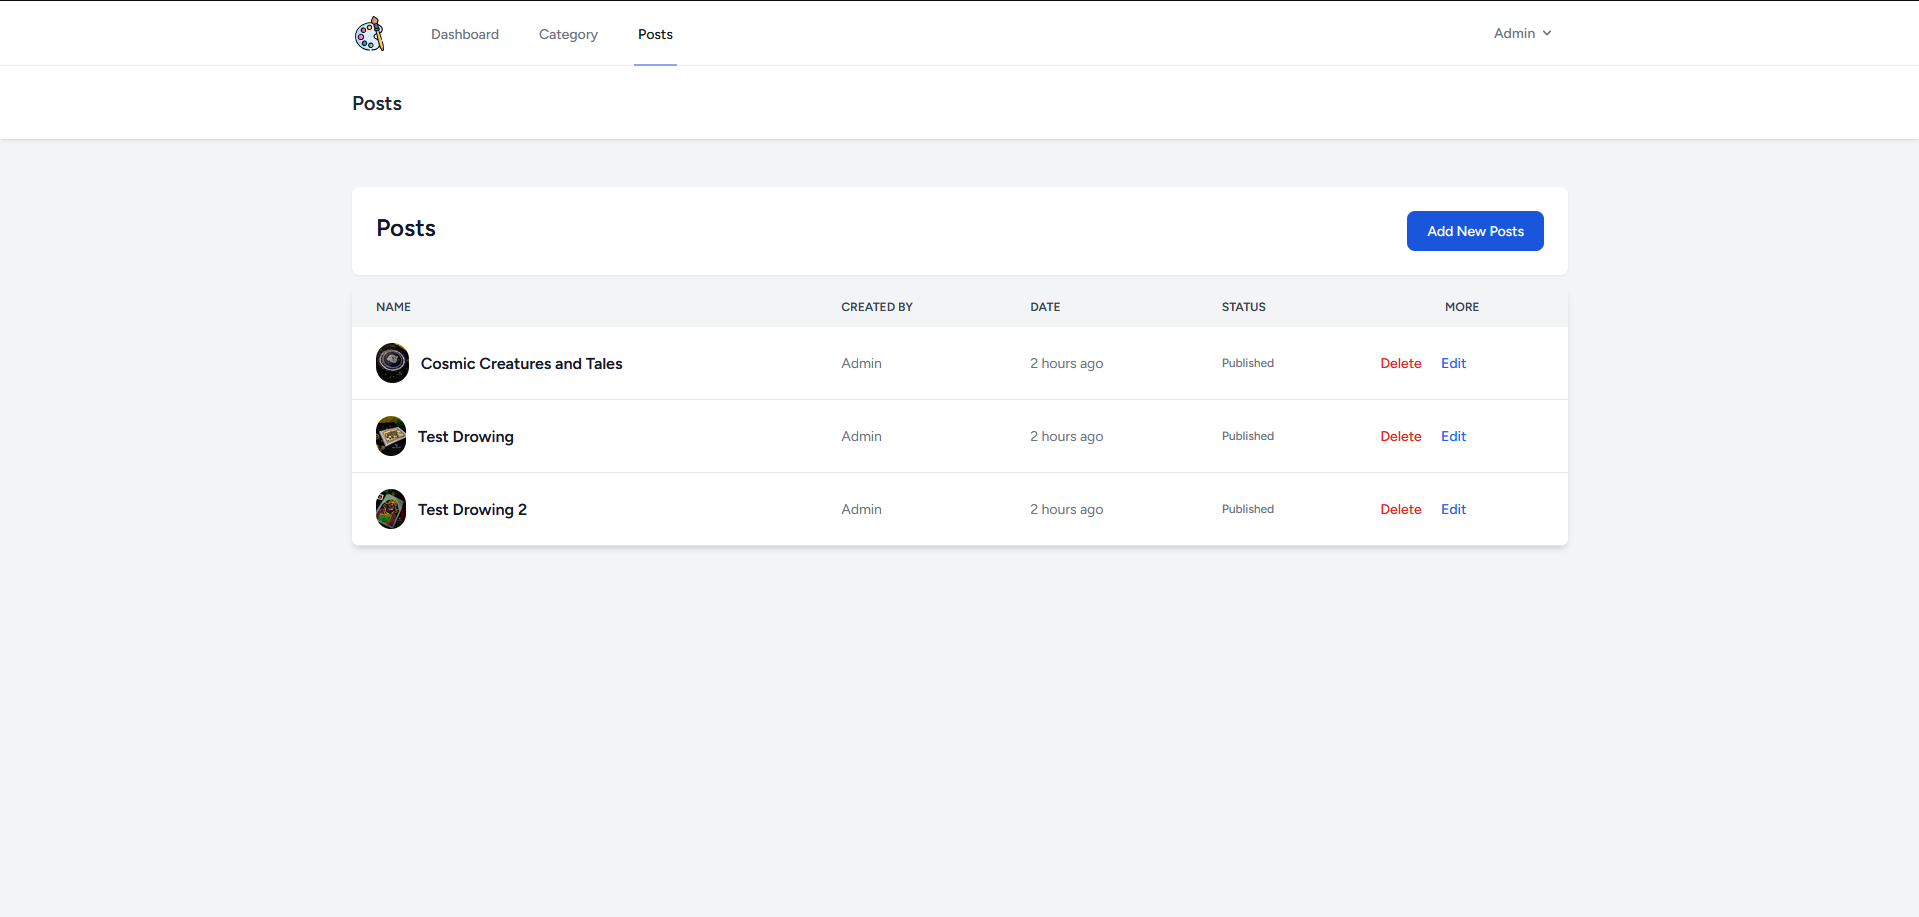 Dashboard Category Posts Admin
Posts
Posts Add New Posts
NAME CREATED BY DATE STATUS MORE
Cosmic Creatures and Tales Admin 2 hours ago Published Delete Edit
Test Drowing Admin 2 hours ago Published Delete Edit
Test Drowing 2 Admin 2 hours ago Published Delete Edit